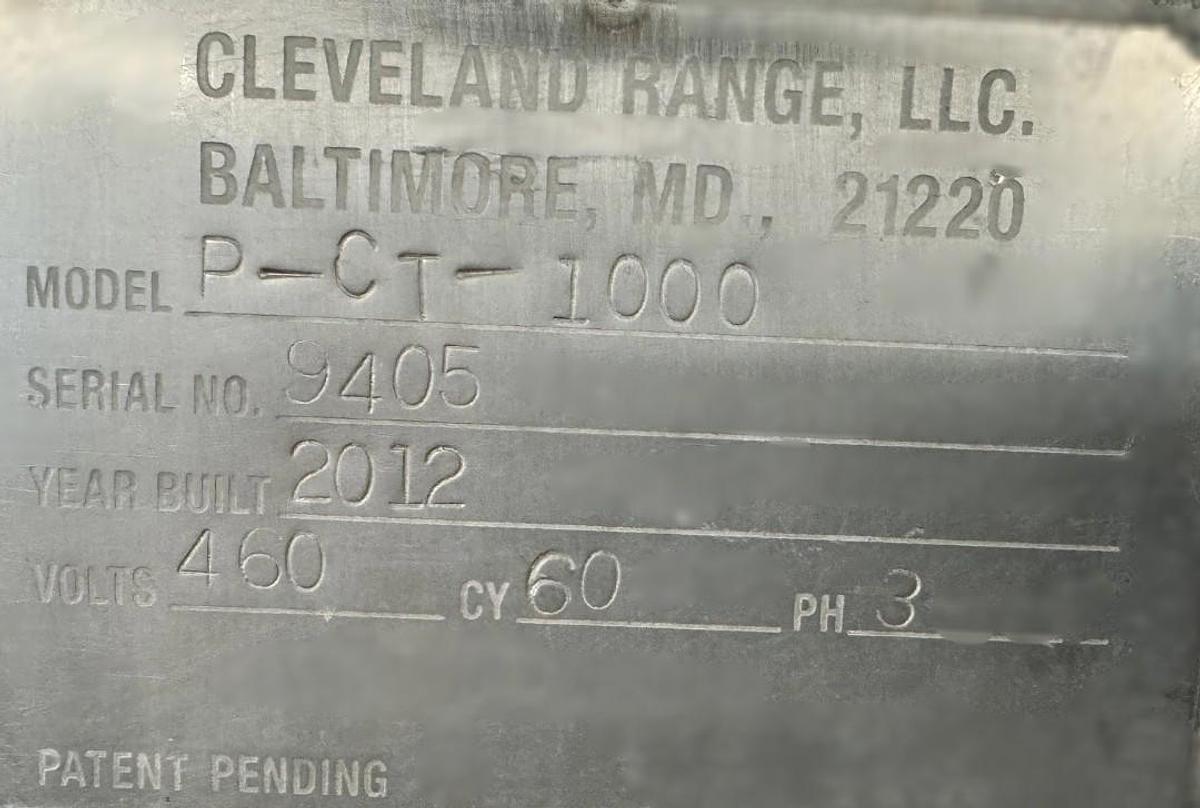 CLEVELAND RANGE, LLC.
BALTIMORE, MD., 21220
MODEL P-CT-1000
SERIAL NO. 9405
YEAR BUILT 2012
VOLTS 460 CY 60 PH 3
PATENT PENDING